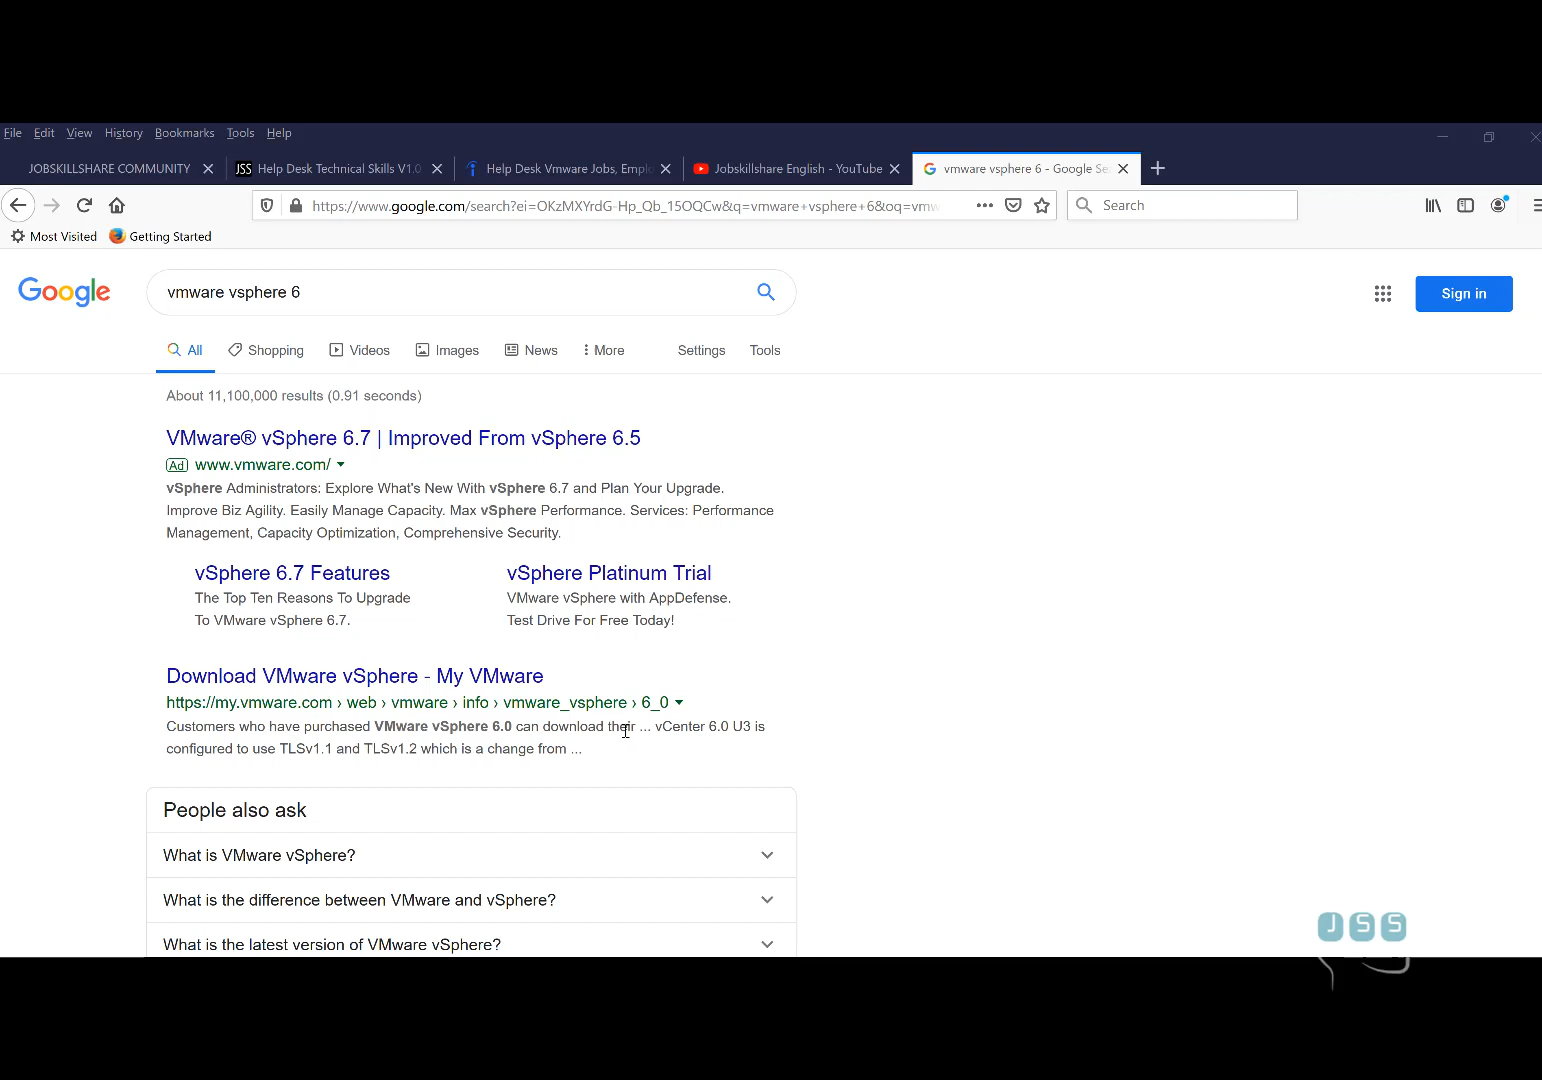 File Edit View History Bookmarks Tools Help
JOBSKILLSHARE COMMUNITY JSS Help Desk Technical Skills V1.0 Help Desk Vmware Jobs, Emplo Jobskillshare English - YouTube vmware vsphere 6 - Google Se
https://www.google.com/search?ei=OKzMXYrdG-Hp_Qb_15OQCw&q=vmware+vsphere+6&oq=vmw Search
Most Visited Getting Started
Google vmware vsphere 6 Sign in
All Shopping Videos Images News More Settings Tools
About 11,100,000 results (0.91 seconds)
VMware® vSphere 6.7 | Improved From vSphere 6.5
Ad www.vmware.com/
vSphere Administrators: Explore What's New With vSphere 6.7 and Plan Your Upgrade.
Improve Biz Agility. Easily Manage Capacity. Max vSphere Performance. Services: Performance
Management, Capacity Optimization, Comprehensive Security.
vSphere 6.7 Features
The Top Ten Reasons To Upgrade
To VMware vSphere 6.7.
vSphere Platinum Trial
VMware vSphere with AppDefense.
Test Drive For Free Today!
Download VMware vSphere - My VMware
https://my.vmware.com › web › vmware › info › vmware_vsphere › 6_0
Customers who have purchased VMware vSphere 6.0 can download their ... vCenter 6.0 U3 is
configured to use TLSv1.1 and TLSv1.2 which is a change from ...
People also ask
What is VMware vSphere?
What is the difference between VMware and vSphere?
What is the latest version of VMware vSphere?
JSS